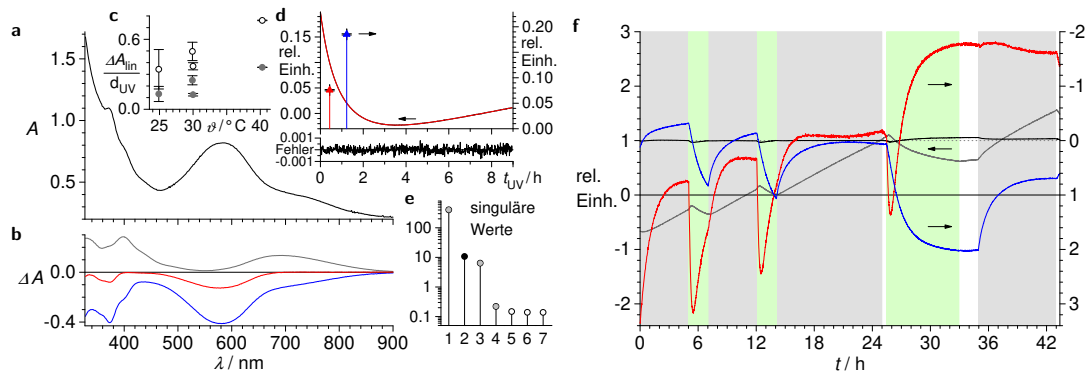 a
A
1.5
1.0
0.5
b
ΔA
0.0
-0.4
400
600
800
300
500
700
900
λ / nm
c
0.6
0.3
0.0
ΔA_lin
d_UV
25
30
35
40
ϑ / °C
d
rel.
Einh.
0.15
0.10
0.05
0.00
0.20
0.15
0.10
0.05
0.00
rel.
Einh.
0.001
Fehler
-0.001
0
2
4
6
8
t_UV / h
e
singuläre
Werte
100
10
1
0.1
1 2 3 4 5 6 7
f
3
2
1
0
-1
-2
rel.
Einh.
-2
-1
0
1
2
3
0
6
12
18
24
30
36
42
t / h